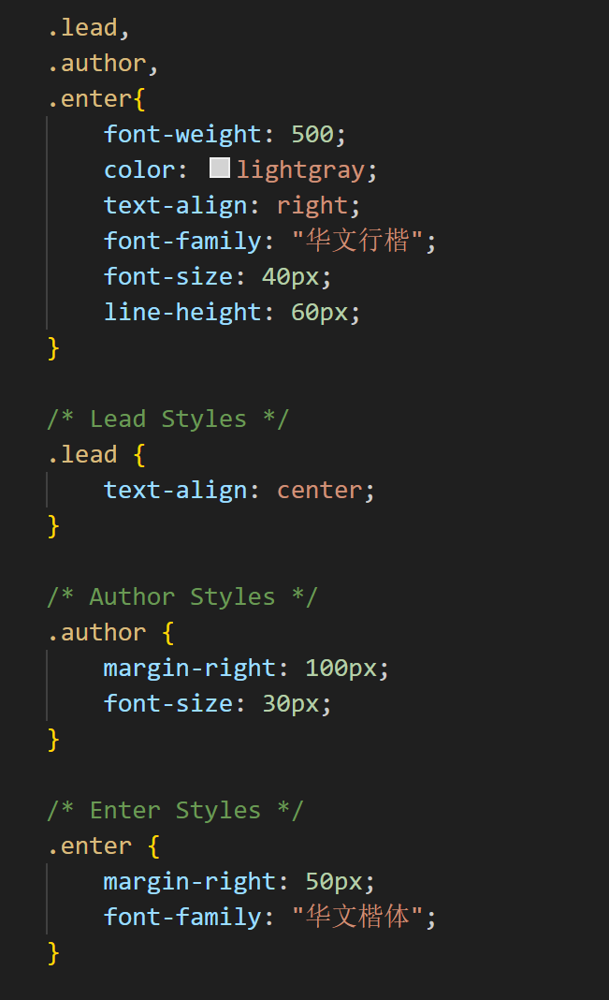 .lead,
.author,
.enter{
    font-weight: 500;
    color: lightgray;
    text-align: right;
    font-family: "华文行楷";
    font-size: 40px;
    line-height: 60px;
}

/* Lead Styles */
.lead {
    text-align: center;
}

/* Author Styles */
.author {
    margin-right: 100px;
    font-size: 30px;
}

/* Enter Styles */
.enter {
    margin-right: 50px;
    font-family: "华文楷体";
}